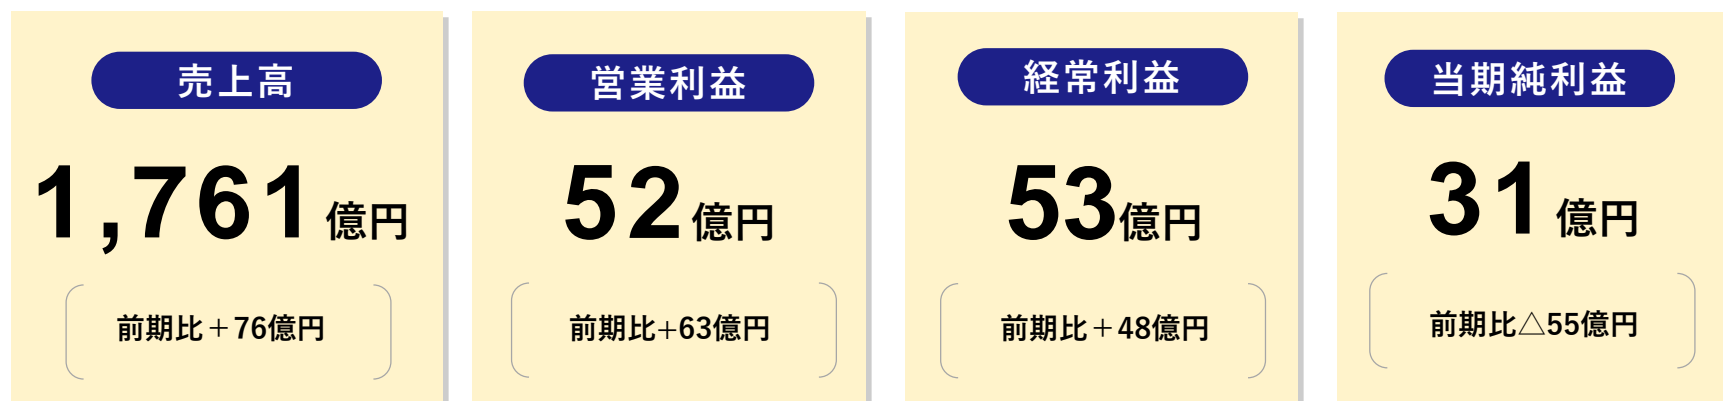 売上高
1,761億円
前期比＋76億円
営業利益
52億円
前期比+63億円
経常利益
53億円
前期比＋48億円
当期純利益
31億円
前期比△55億円